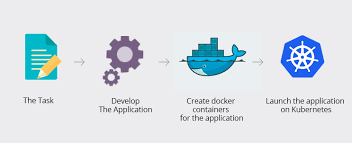 The Task
Develop
The Application
Create docker
containers
for the application
Launch the application
on Kubernetes